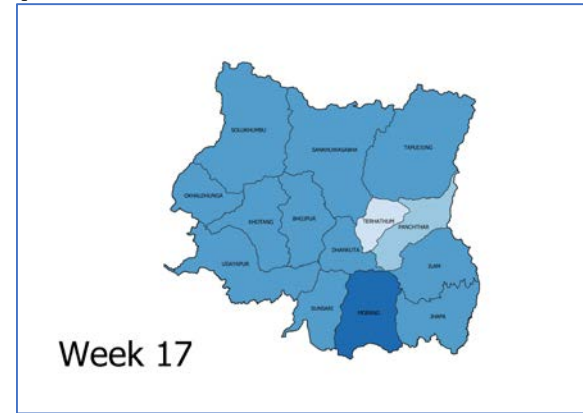 SOLUKHUMBU
SANKHUWASABHA
TAPLEJUNG
OKHALDHUNGA
KHOTANG
BHOJPUR
TERHATHUM
PANCHTHAR
DHANKUTA
UDAYAPUR
ILAM
SUNSARI
MORANG
JHAPA
Week 17